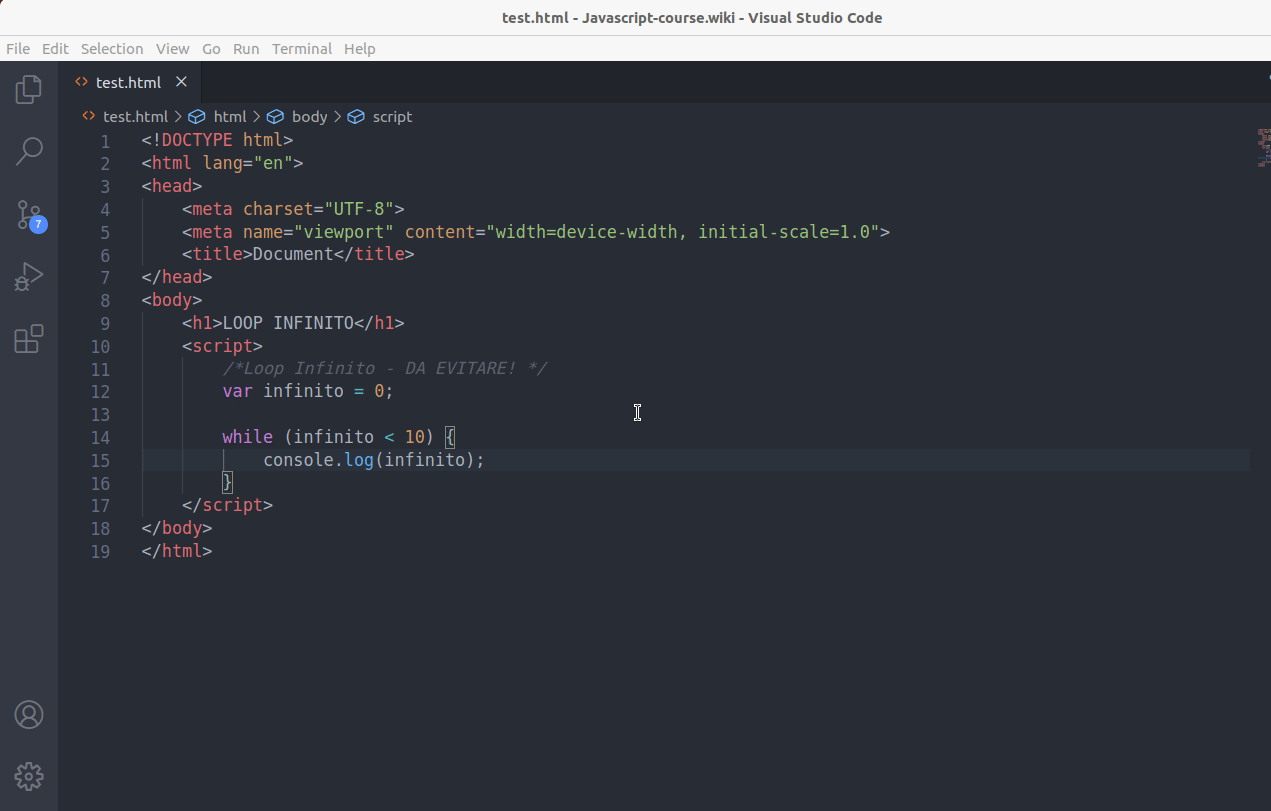 test.html - Javascript-course.wiki - Visual Studio Code
File Edit Selection View Go Run Terminal Help
<> test.html ×
<> test.html > html > body > script
1 <!DOCTYPE html>
2 <html lang="en">
3 <head>
4     <meta charset="UTF-8">
5     <meta name="viewport" content="width=device-width, initial-scale=1.0">
6     <title>Document</title>
7 </head>
8 <body>
9     <h1>LOOP INFINITO</h1>
10     <script>
11         /*Loop Infinito - DA EVITARE! */
12         var infinito = 0;
13
14         while (infinito < 10) {
15             console.log(infinito);
16         }
17     </script>
18 </body>
19 </html>
7